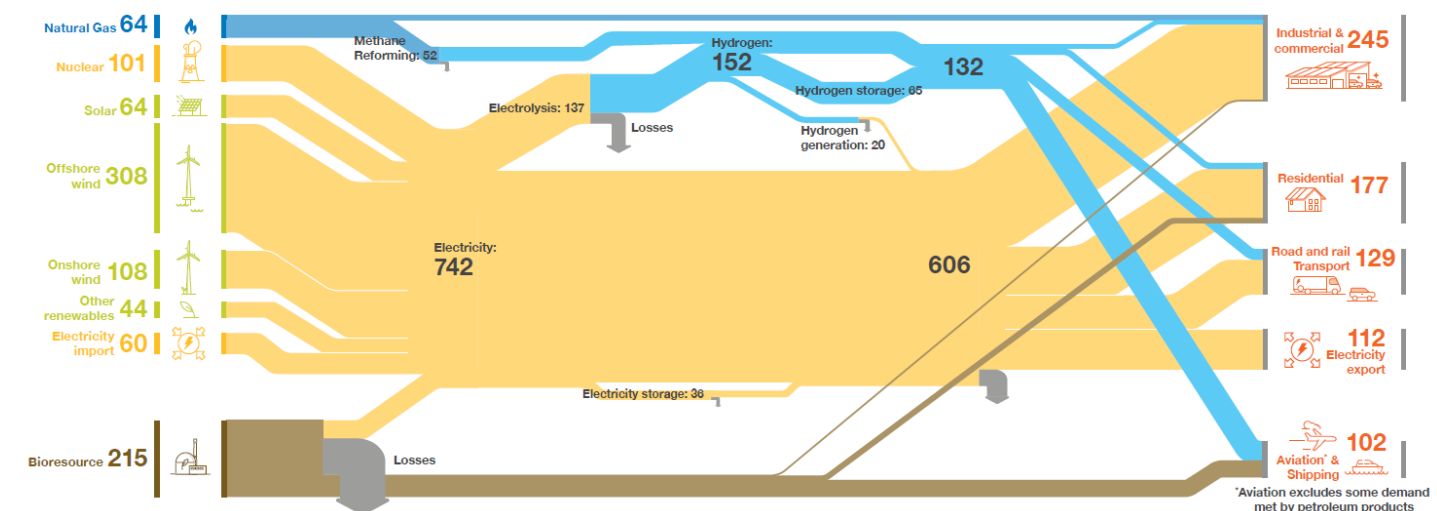 Natural Gas 64
Nuclear 101
Solar 64
Offshore
wind 308
Onshore
wind 108
Other
renewables 44
Electricity
import 60
Bioresource 215
Methane
Reforming: 52
Electrolysis: 137
Losses
Hydrogen:
152
Hydrogen storage: 65
Hydrogen
generation: 20
132
Electricity:
742
606
Electricity storage: 36
Losses
Industrial &
commercial 245
Residential 177
Road and rail
Transport 129
112
Electricity
export
102
Aviation* &
Shipping
*Aviation excludes some demand
met by petroleum products